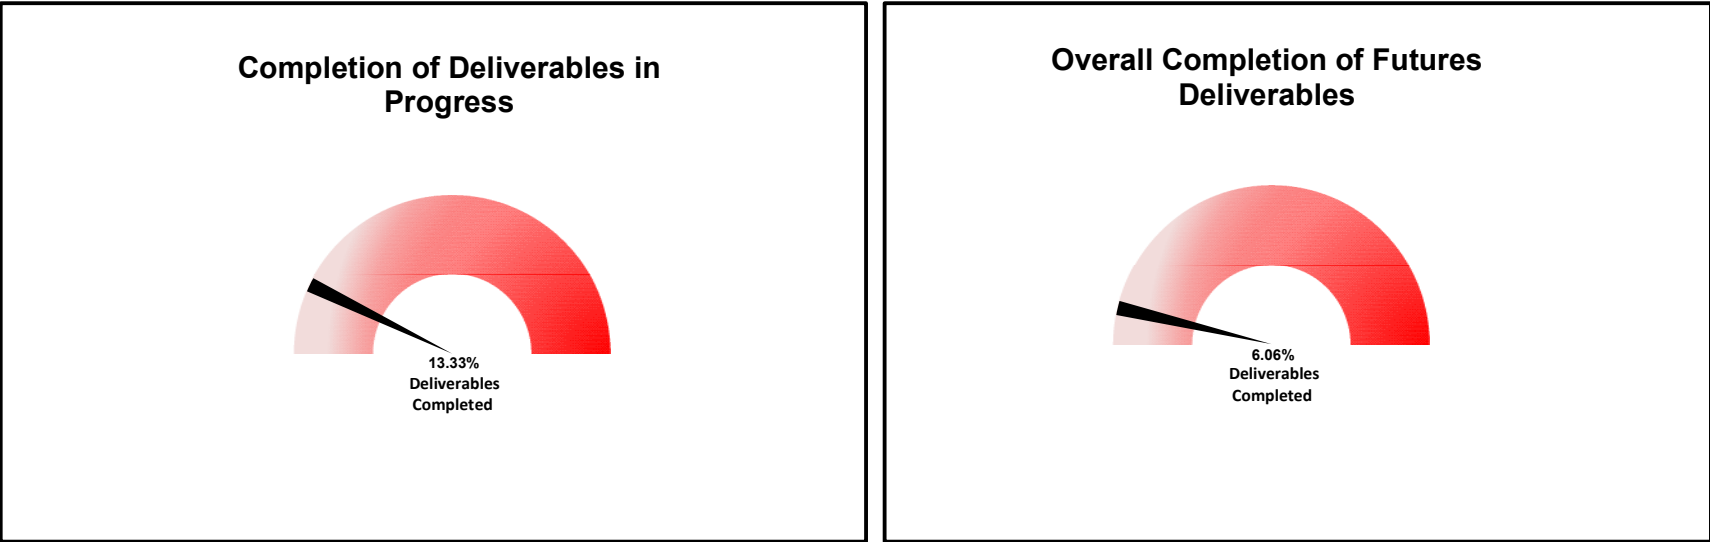 Completion of Deliverables in
Progress
13.33%
Deliverables
Completed
Overall Completion of Futures
Deliverables
6.06%
Deliverables
Completed